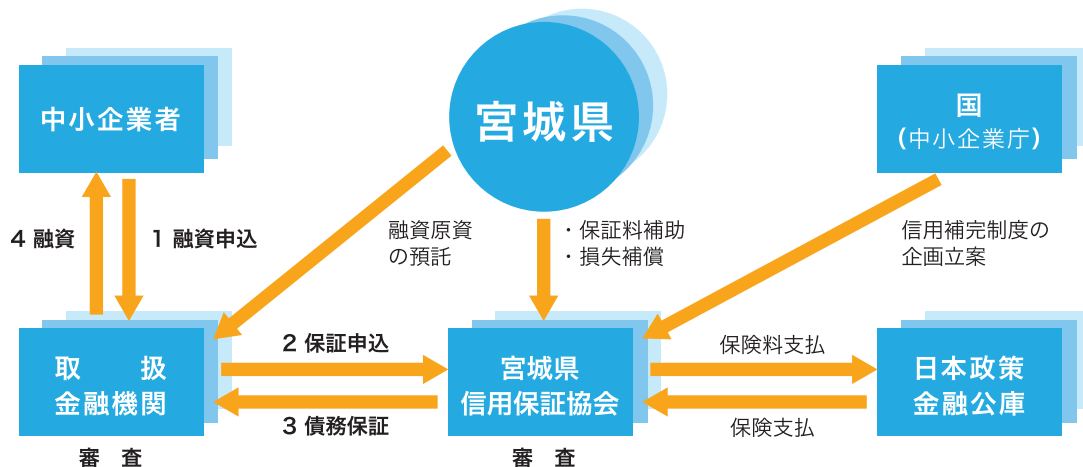 中小企業者
宮城県
国
(中小企業庁)
4 融資
1 融資申込
融資原資
の預託
・保証料補助
・損失補償
信用補完制度の
企画立案
取 扱
金融機関
2 保証申込
3 債務保証
宮城県
信用保証協会
保険料支払
保険支払
日本政策
金融公庫
審 査
審 査